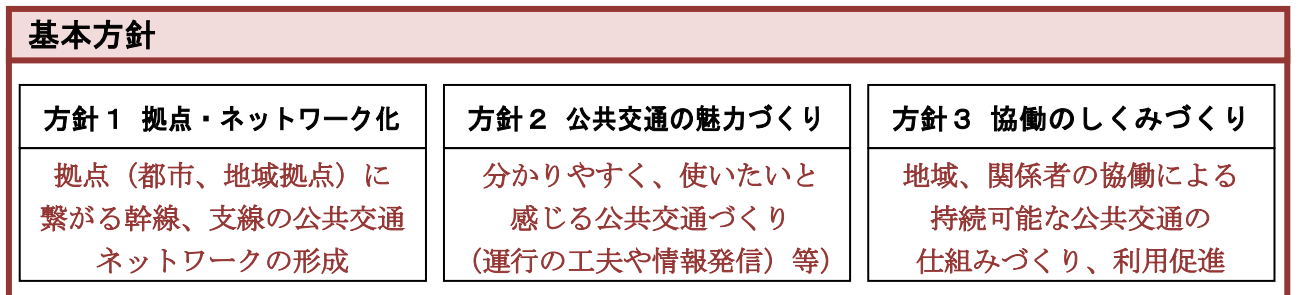 基本方針
方針１ 拠点・ネットワーク化
拠点（都市、地域拠点）に
繋がる幹線、支線の公共交通
ネットワークの形成
方針２ 公共交通の魅力づくり
分かりやすく、使いたいと
感じる公共交通づくり
（運行の工夫や情報発信）等）
方針３ 協働のしくみづくり
地域、関係者の協働による
持続可能な公共交通の
仕組みづくり、利用促進